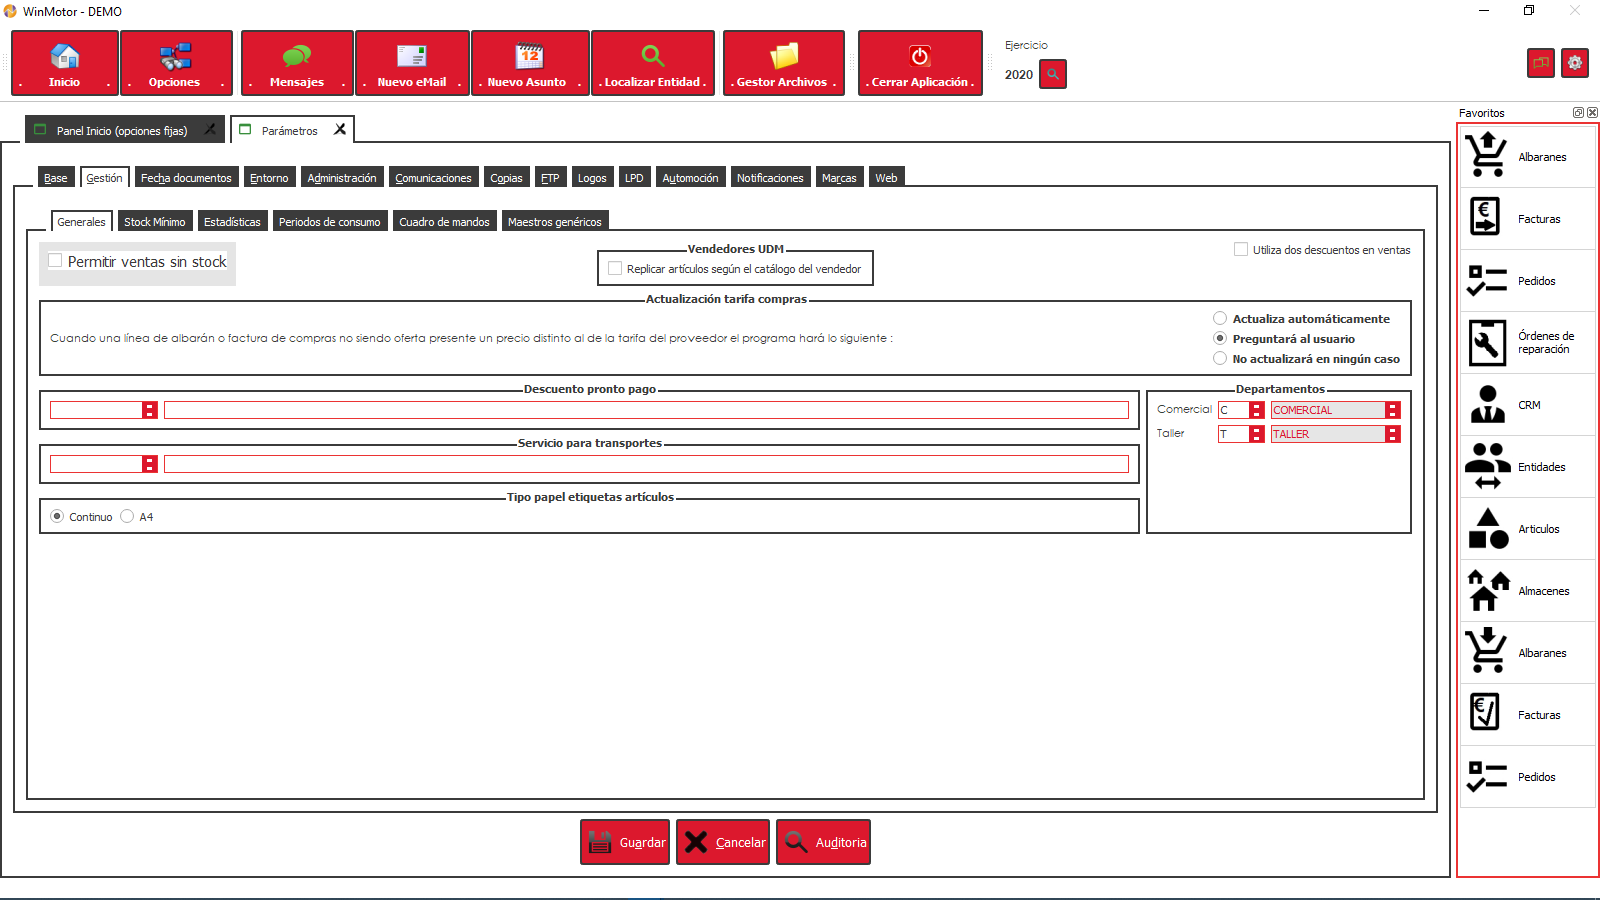 WinMotor - DEMO
. Inicio .
. Opciones .
. Mensajes .
. Nuevo eMail .
. Nuevo Asunto .
. Localizar Entidad .
. Gestor Archivos .
. Cerrar Aplicación .
Ejercicio
2020
Panel Inicio (opciones fijas)
Parámetros
Base
Gestión
Fecha documentos
Entorno
Administración
Comunicaciones
Copias
FTP
Logos
LPD
Automoción
Notificaciones
Marcas
Web
Generales
Stock Mínimo
Estadísticas
Periodos de consumo
Cuadro de mandos
Maestros genéricos
Permitir ventas sin stock
Vendedores UDM
Replicar artículos según el catálogo del vendedor
Utiliza dos descuentos en ventas
Actualización tarifa compras
Cuando una línea de albarán o factura de compras no siendo oferta presente un precio distinto al de la tarifa del proveedor el programa hará lo siguiente :
Actualiza automáticamente
Preguntará al usuario
No actualizará en ningún caso
Descuento pronto pago
Departamentos
Comercial
C
COMERCIAL
Taller
T
TALLER
Servicio para transportes
Tipo papel etiquetas artículos
Continuo
A4
Guardar
Cancelar
Auditoria
Favoritos
Albaranes
Facturas
Pedidos
Órdenes de
reparación
CRM
Entidades
Articulos
Almacenes
Albaranes
Facturas
Pedidos
12